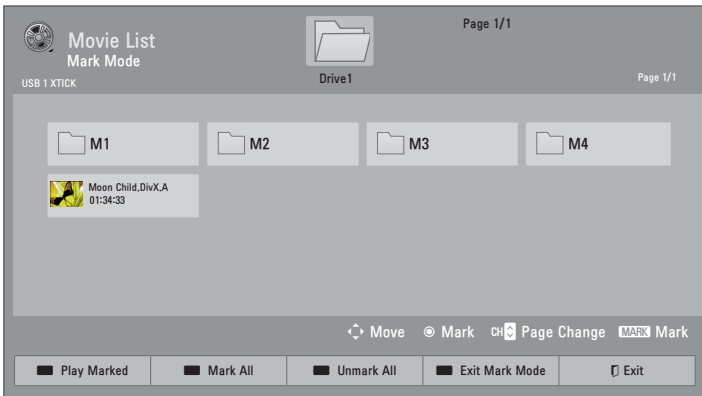 Movie List
Mark Mode
USB 1 XTICK
Drive1
Page 1/1
Page 1/1
M1
M2
M3
M4
Moon Child.DivX.A
01:34:33
Move
Mark
CH Page Change
MARK Mark
Play Marked
Mark All
Unmark All
Exit Mark Mode
Exit